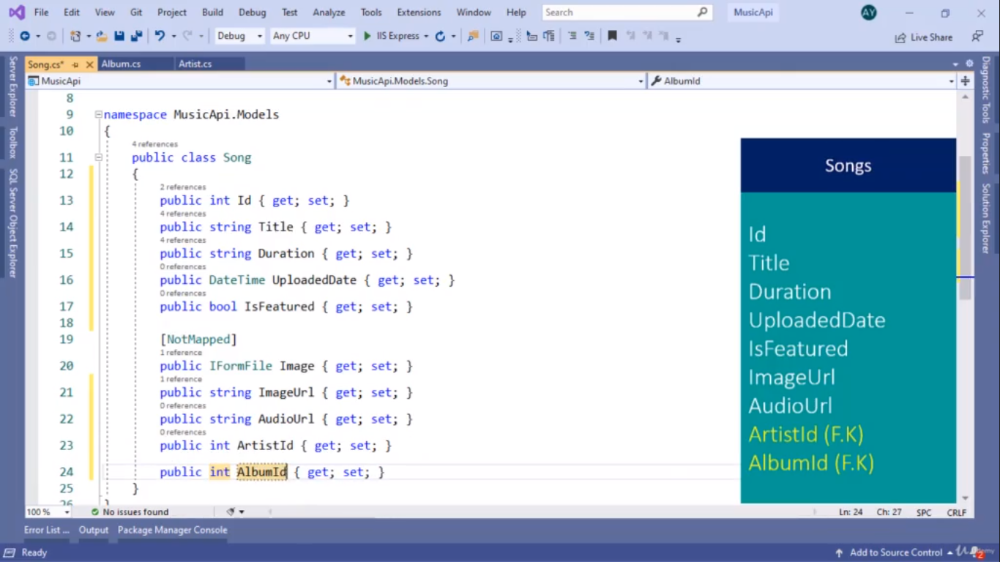 File Edit View Git Project Build Debug Test Analyze Tools Extensions Window Help Search MusicApi AY
Debug Any CPU IIS Express Live Share
Song.cs* Album.cs Artist.cs
MusicApi MusicApi.Models.Song AlbumId
Server Explorer
Toolbox
SQL Server Object Explorer
8
9 namespace MusicApi.Models
10 {
4 references
11 public class Song
12 {
2 references
13 public int Id { get; set; }
4 references
14 public string Title { get; set; }
4 references
15 public string Duration { get; set; }
0 references
16 public DateTime UploadedDate { get; set; }
0 references
17 public bool IsFeatured { get; set; }
18
19 [NotMapped]
1 reference
20 public IFormFile Image { get; set; }
1 reference
21 public string ImageUrl { get; set; }
0 references
22 public string AudioUrl { get; set; }
0 references
23 public int ArtistId { get; set; }
24 public int AlbumId { get; set; }
25 }
26 }
Songs
Id
Title
Duration
UploadedDate
IsFeatured
ImageUrl
AudioUrl
ArtistId (F.K)
AlbumId (F.K)
Diagnostic Tools
Properties
Solution Explorer
100 % No issues found Ln: 24 Ch: 27 SPC CRLF
Error List ... Output Package Manager Console
Ready Add to Source Control 2